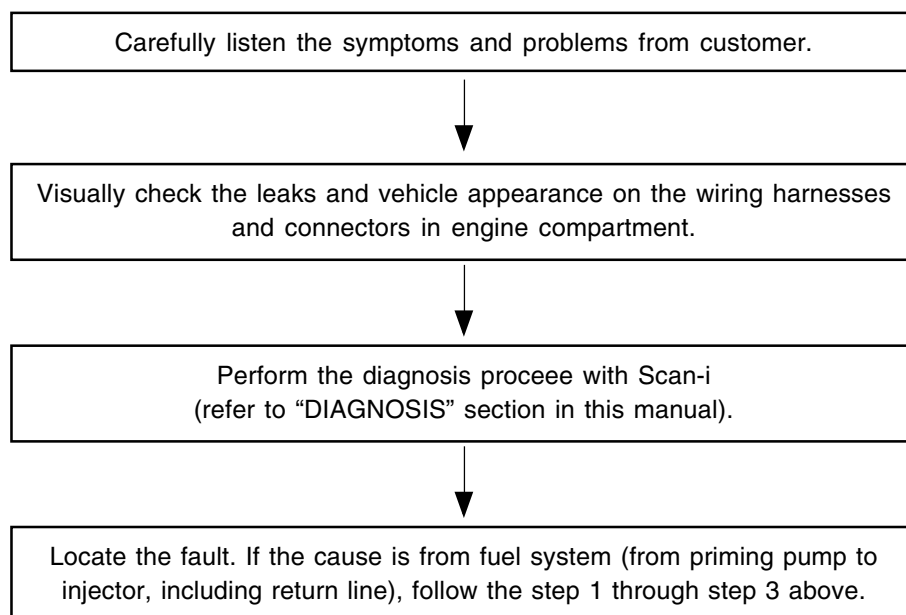 Carefully listen the symptoms and problems from customer.
Visually check the leaks and vehicle appearance on the wiring harnesses
and connectors in engine compartment.
Perform the diagnosis proceee with Scan-i
(refer to “DIAGNOSIS” section in this manual).
Locate the fault. If the cause is from fuel system (from priming pump to
injector, including return line), follow the step 1 through step 3 above.